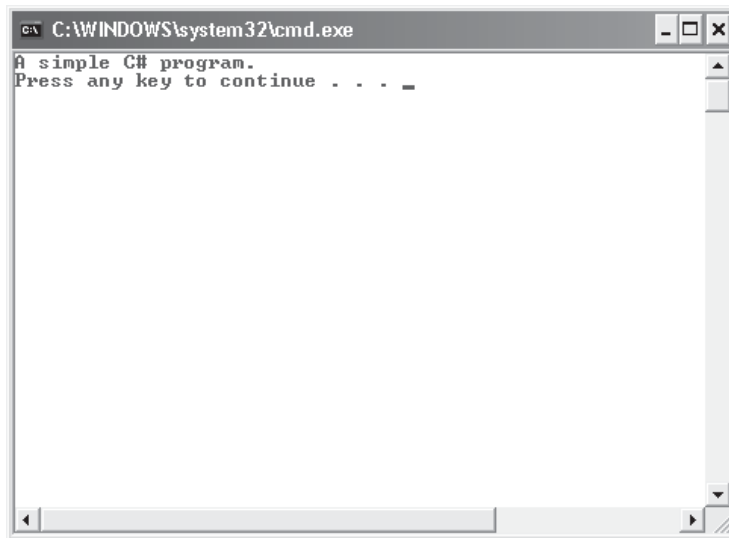 C:\WINDOWS\system32\cmd.exe
A simple C# program.
Press any key to continue . . . _